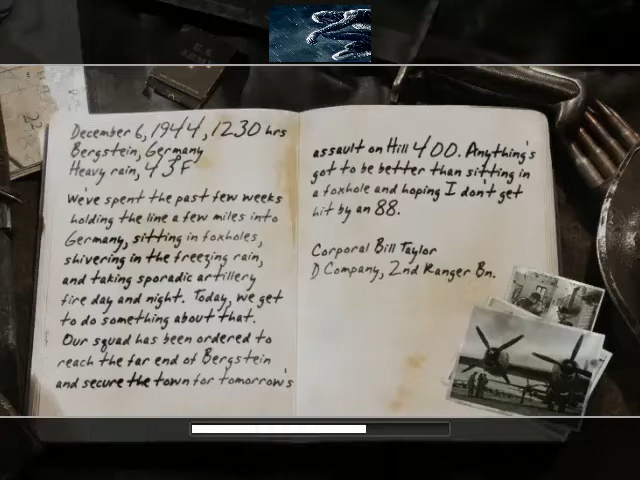 December 6, 1944, 1230 hrs
Bergstein, Germany
Heavy rain, 43F
We've spent the past few weeks
holding the line a few miles into
Germany, sitting in foxholes,
shivering in the freezing rain,
and taking sporadic artillery
fire day and night. Today, we get
to do something about that.
Our squad has been ordered to
reach the far end of Bergstein
and secure the town for tomorrow's
assault on Hill 400. Anything's
got to be better than sitting in
a foxhole and hoping I don't get
hit by an 88.
Corporal Bill Taylor
D Company, 2nd Ranger Bn.